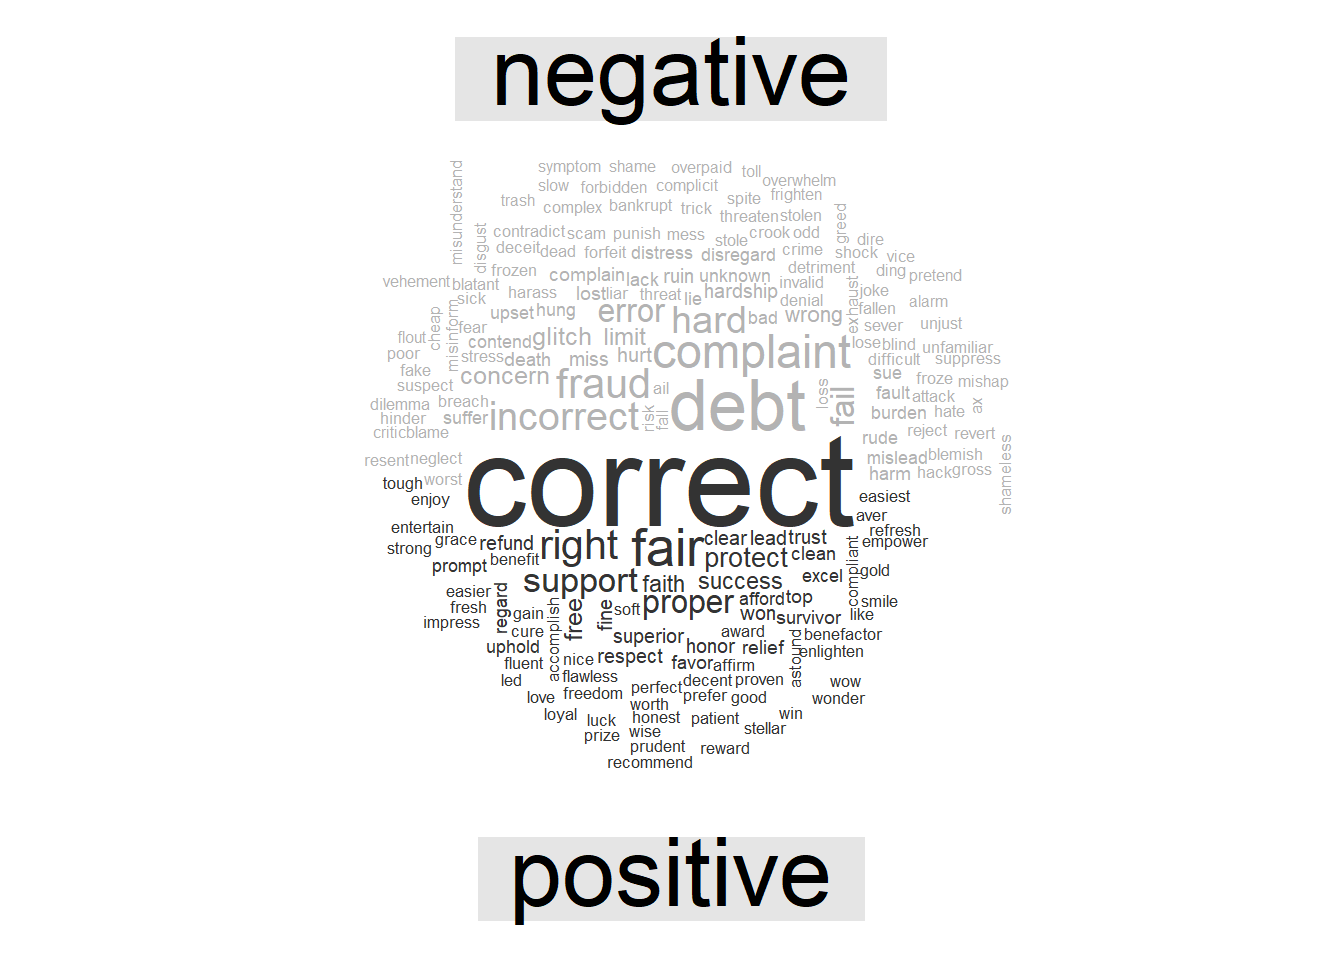 negative
symptom shame overpaid toll
slow forbidden complicit overwhelm
trash complex bankrupt trick spite frighten
threaten stolen
misunderstand disgust contradict scam punish mess stole crook odd greed dire
deceit dead forfeit distress disregard crime shock vice
frozen complain lack ruin unknown detriment ding pretend
vehement blatant sick harass lost liar threat lie hardship invalid denial exhaust joke alarm
cheap misinform fear upset hung error hard bad wrong fallen sever unjust
flout contend glitch limit complaint lose blind unfamiliar
poor stress death miss hurt difficult suppress
fake suspect concern fraud ail debt loss fail sue froze mishap
dilemma breach fault attack ax
hinder suffer incorrect risk fall burden hate
critic blame rude reject revert
resent neglect mislead blemish
worst harm hack gross shameless
correct
tough enjoy easiest
aver
entertain refresh
strong grace refund right fair clear lead trust empower
prompt benefit protect clean compliant gold
support faith success excel
easier regard
fresh gain accomplish free fine soft proper afford top smile
impress cure won survivor like
uphold superior award benefactor
fluent nice respect honor relief astound enlighten
led flawless favor affirm
love freedom perfect decent proven wow
worth prefer good wonder
loyal luck honest patient win
prize wise stellar
prudent reward
recommend
positive